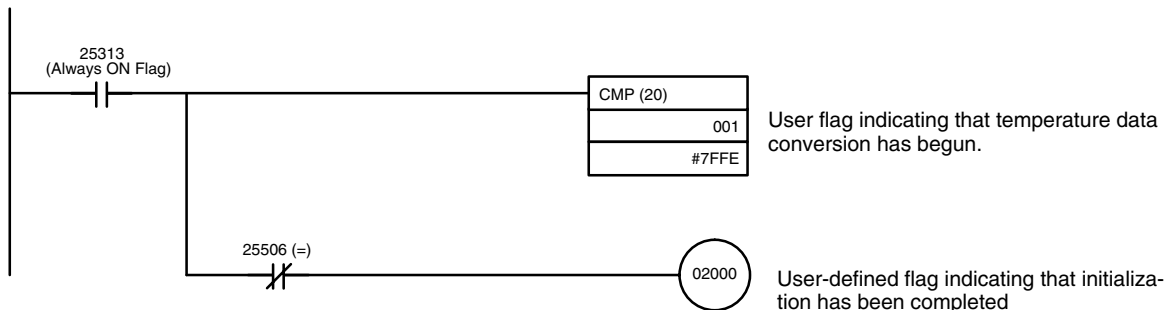 25313
(Always ON Flag)
CMP (20)
001
#7FFE
User flag indicating that temperature data
conversion has begun.
25506 (=)
02000
User-defined flag indicating that initializa-
tion has been completed